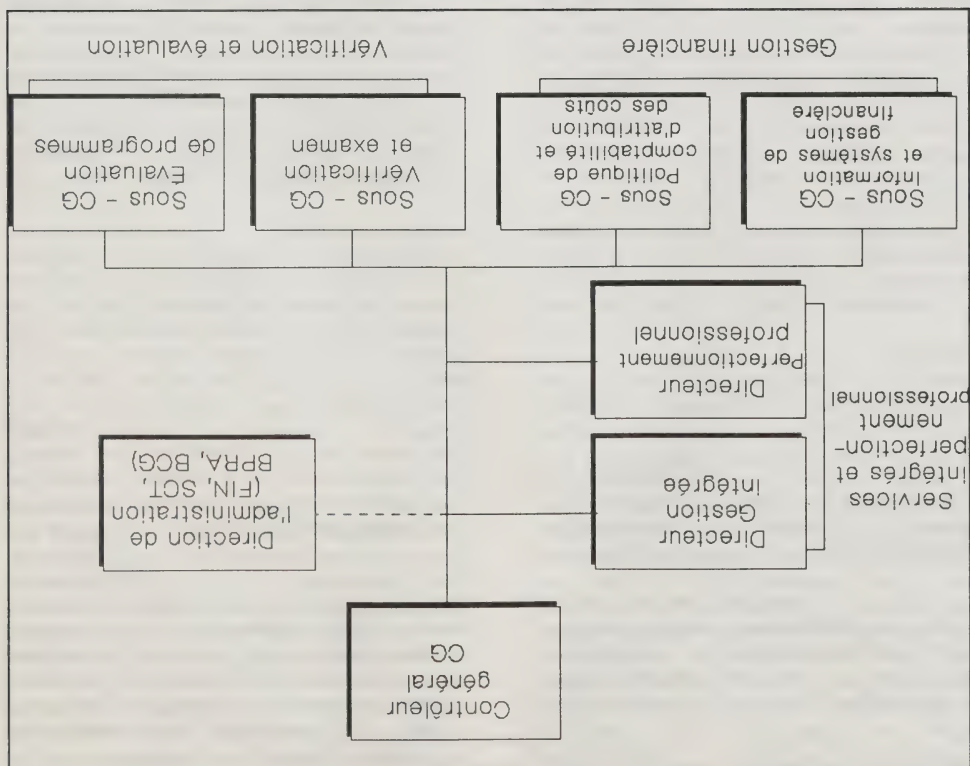 Contrôleur
général
CG
Services
intégrés et
perfection-
nement
professionnel
Directeur
Gestion
intégrée
Direction de
l'administration
(FIN, SCT,
BPRA, BCG)
Directeur
Perfectionnement
professionnel
Sous - CG
Information
et systèmes de
gestion
financière
Sous - CG
Politique de
comptabilité et
d'attribution
des coûts
Sous - CG
Vérification
et examen
Sous - CG
Évaluation
de programmes
Gestion financière
Vérification et évaluation